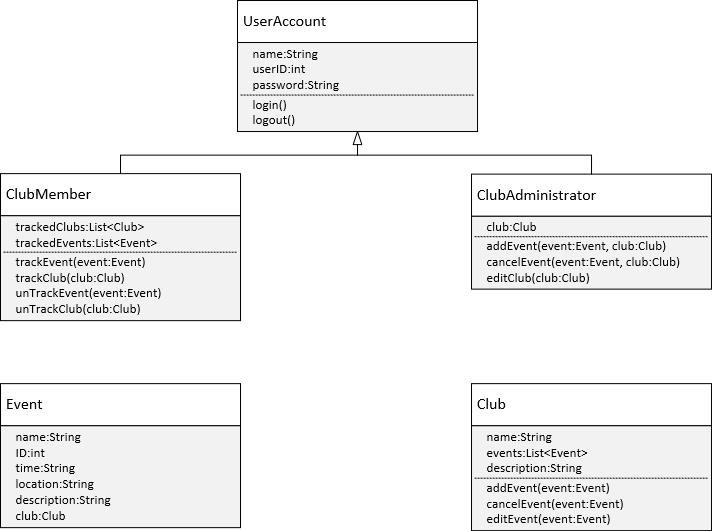 UserAccount
name:String
userID:int
password:String
login()
logout()
ClubMember
trackedClubs:List<Club>
trackedEvents:List<Event>
trackEvent(event:Event)
trackClub(club:Club)
unTrackEvent(event:Event)
unTrackClub(club:Club)
ClubAdministrator
club:Club
addEvent(event:Event, club:Club)
cancelEvent(event:Event, club:Club)
editClub(club:Club)
Event
name:String
ID:int
time:String
location:String
description:String
club:Club
Club
name:String
events:List<Event>
description:String
addEvent(event:Event)
cancelEvent(event:Event)
editEvent(event:Event)